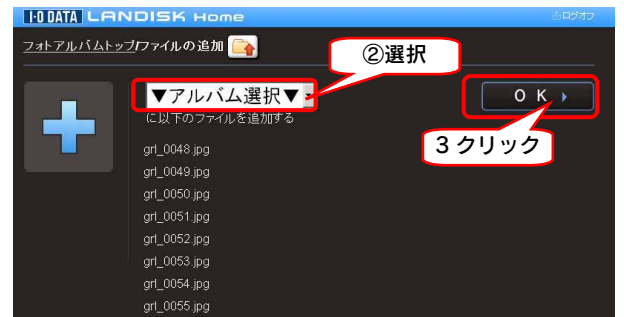 I-O DATA LANDISK Home
ログオフ
フォトアルバムトップ/ファイルの追加
②選択
▼アルバム選択▼
ＯＫ
に以下のファイルを追加する
３クリック
grl_0048.jpg
grl_0049.jpg
grl_0050.jpg
grl_0051.jpg
grl_0052.jpg
grl_0053.jpg
grl_0054.jpg
grl_0055.jpg